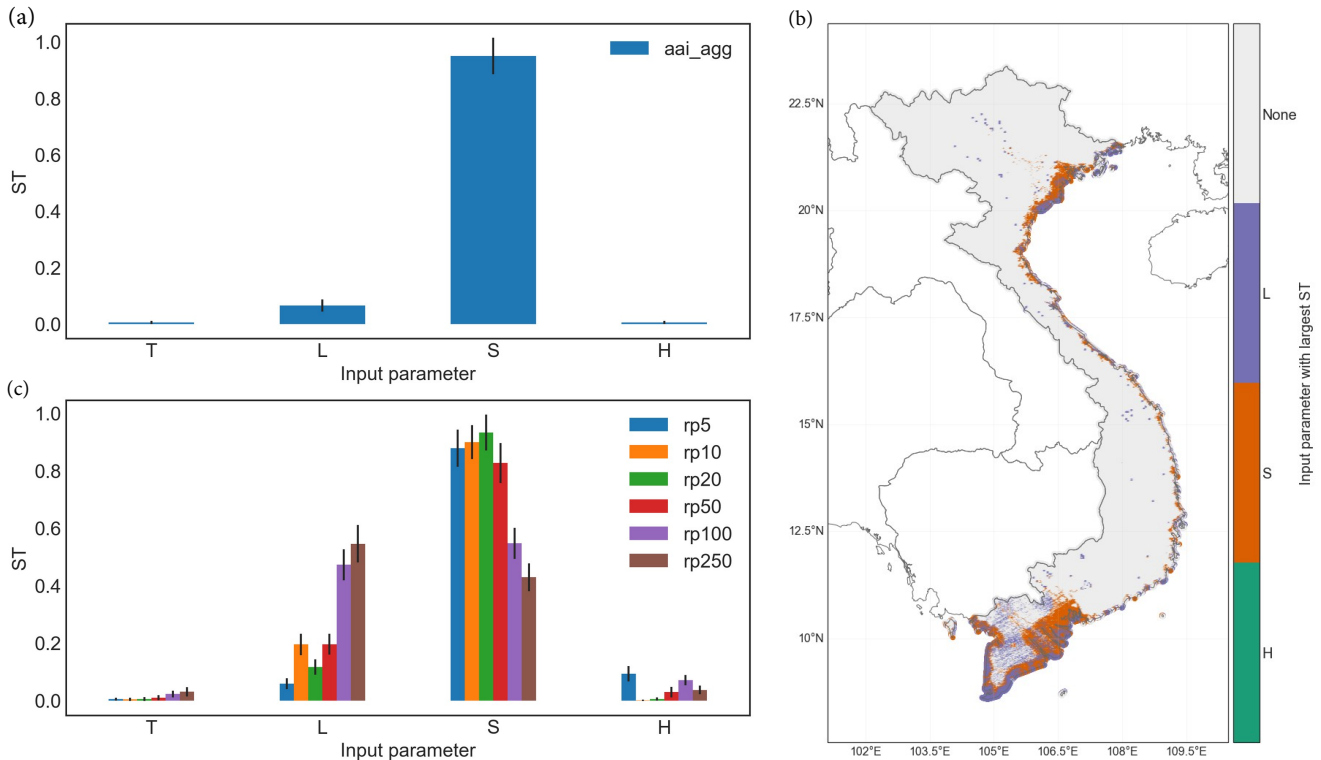 (a)
1.0
0.8
0.6
0.4
0.2
0.0
ST
aai_agg
T L S H
Input parameter
(b)
22.5°N
20°N
17.5°N
15°N
12.5°N
10°N
102°E 103.5°E 105°E 106.5°E 108°E 109.5°E
None
L
S
H
Input parameter with largest ST
(c)
1.0
0.8
0.6
0.4
0.2
0.0
ST
rp5
rp10
rp20
rp50
rp100
rp250
T L S H
Input parameter